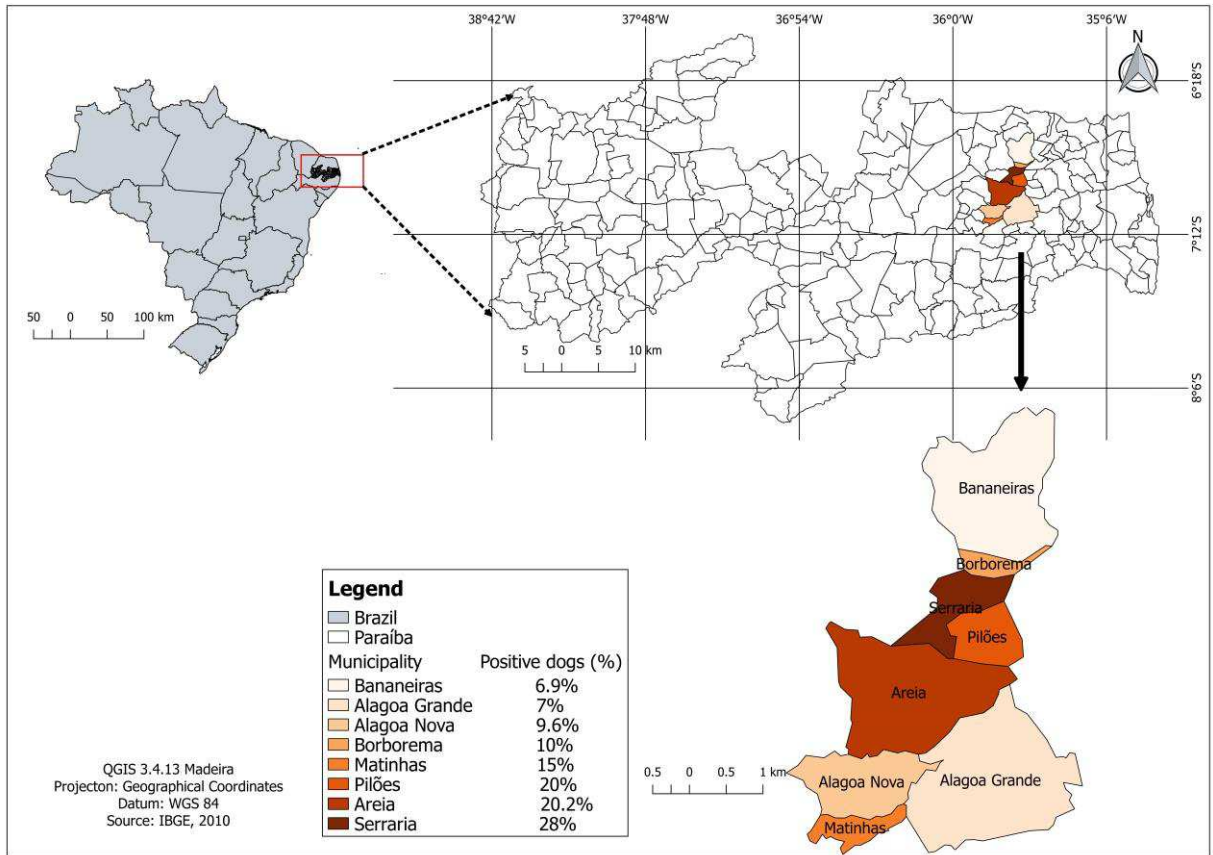 38°42'W
37°48'W
36°54'W
36°0'W
35°6'W
N
6°18'S
7°12'S
8°6'S
50 0 50 100 km
5 0 5 10 km
Bananeiras
Borborema
Serraria
Pilões
Areia
Alagoa Nova
Alagoa Grande
Matinhas
0.5 0 0.5 1 km
Legend
Brazil
Paraíba
Municipality Positive dogs (%)
Bananeiras 6.9%
Alagoa Grande 7%
Alagoa Nova 9.6%
Borborema 10%
Matinhas 15%
Pilões 20%
Areia 20.2%
Serraria 28%
QGIS 3.4.13 Madeira
Projecton: Geographical Coordinates
Datum: WGS 84
Source: IBGE, 2010